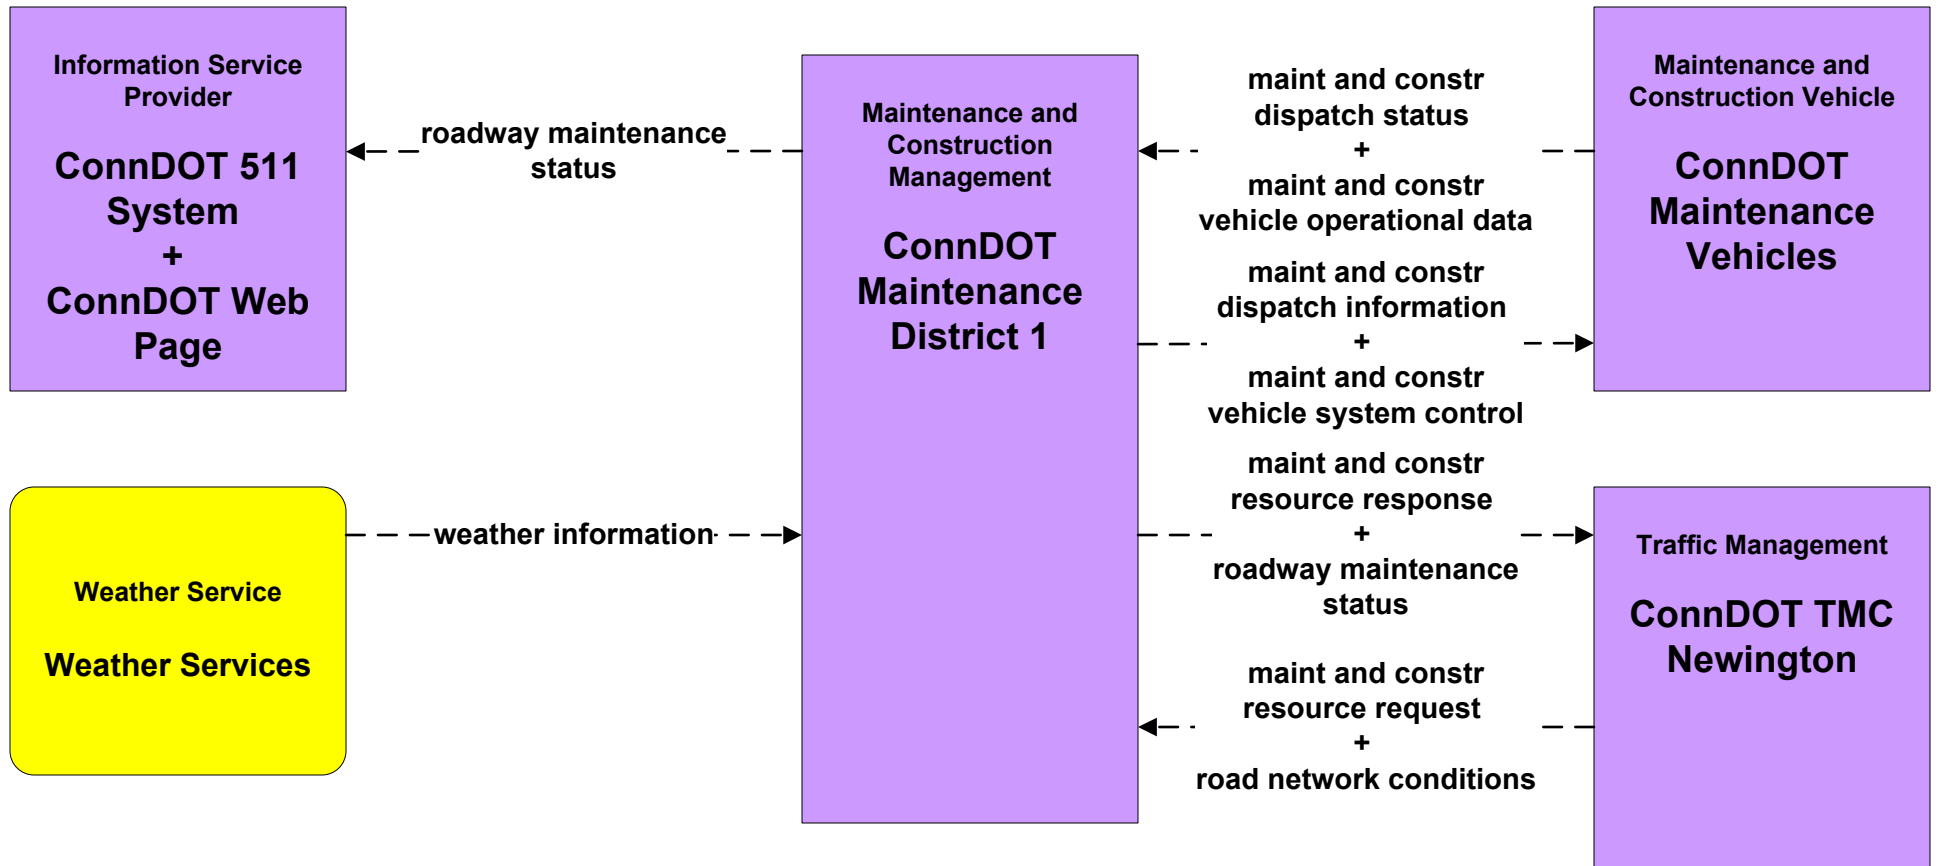 Information Service
Provider
ConnDOT 511
System
+
ConnDOT Web
Page
roadway maintenance
status
Weather Service
Weather Services
weather information
Maintenance and
Construction
Management
ConnDOT
Maintenance
District 1
maint and constr
dispatch status
+
maint and constr
vehicle operational data
maint and constr
dispatch information
+
maint and constr
vehicle system control
maint and constr
resource response
+
roadway maintenance
status
maint and constr
resource request
+
road network conditions
Maintenance and
Construction Vehicle
ConnDOT
Maintenance
Vehicles
Traffic Management
ConnDOT TMC
Newington